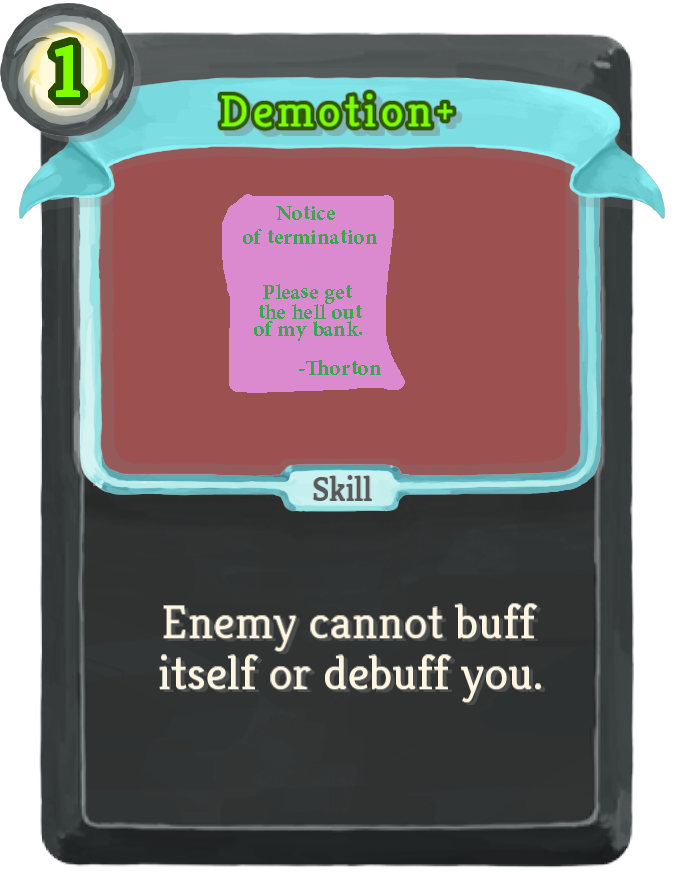 1
Demotion+
Notice
of termination
Please get
the hell out
of my bank.
-Thorton
Skill
Enemy cannot buff
itself or debuff you.